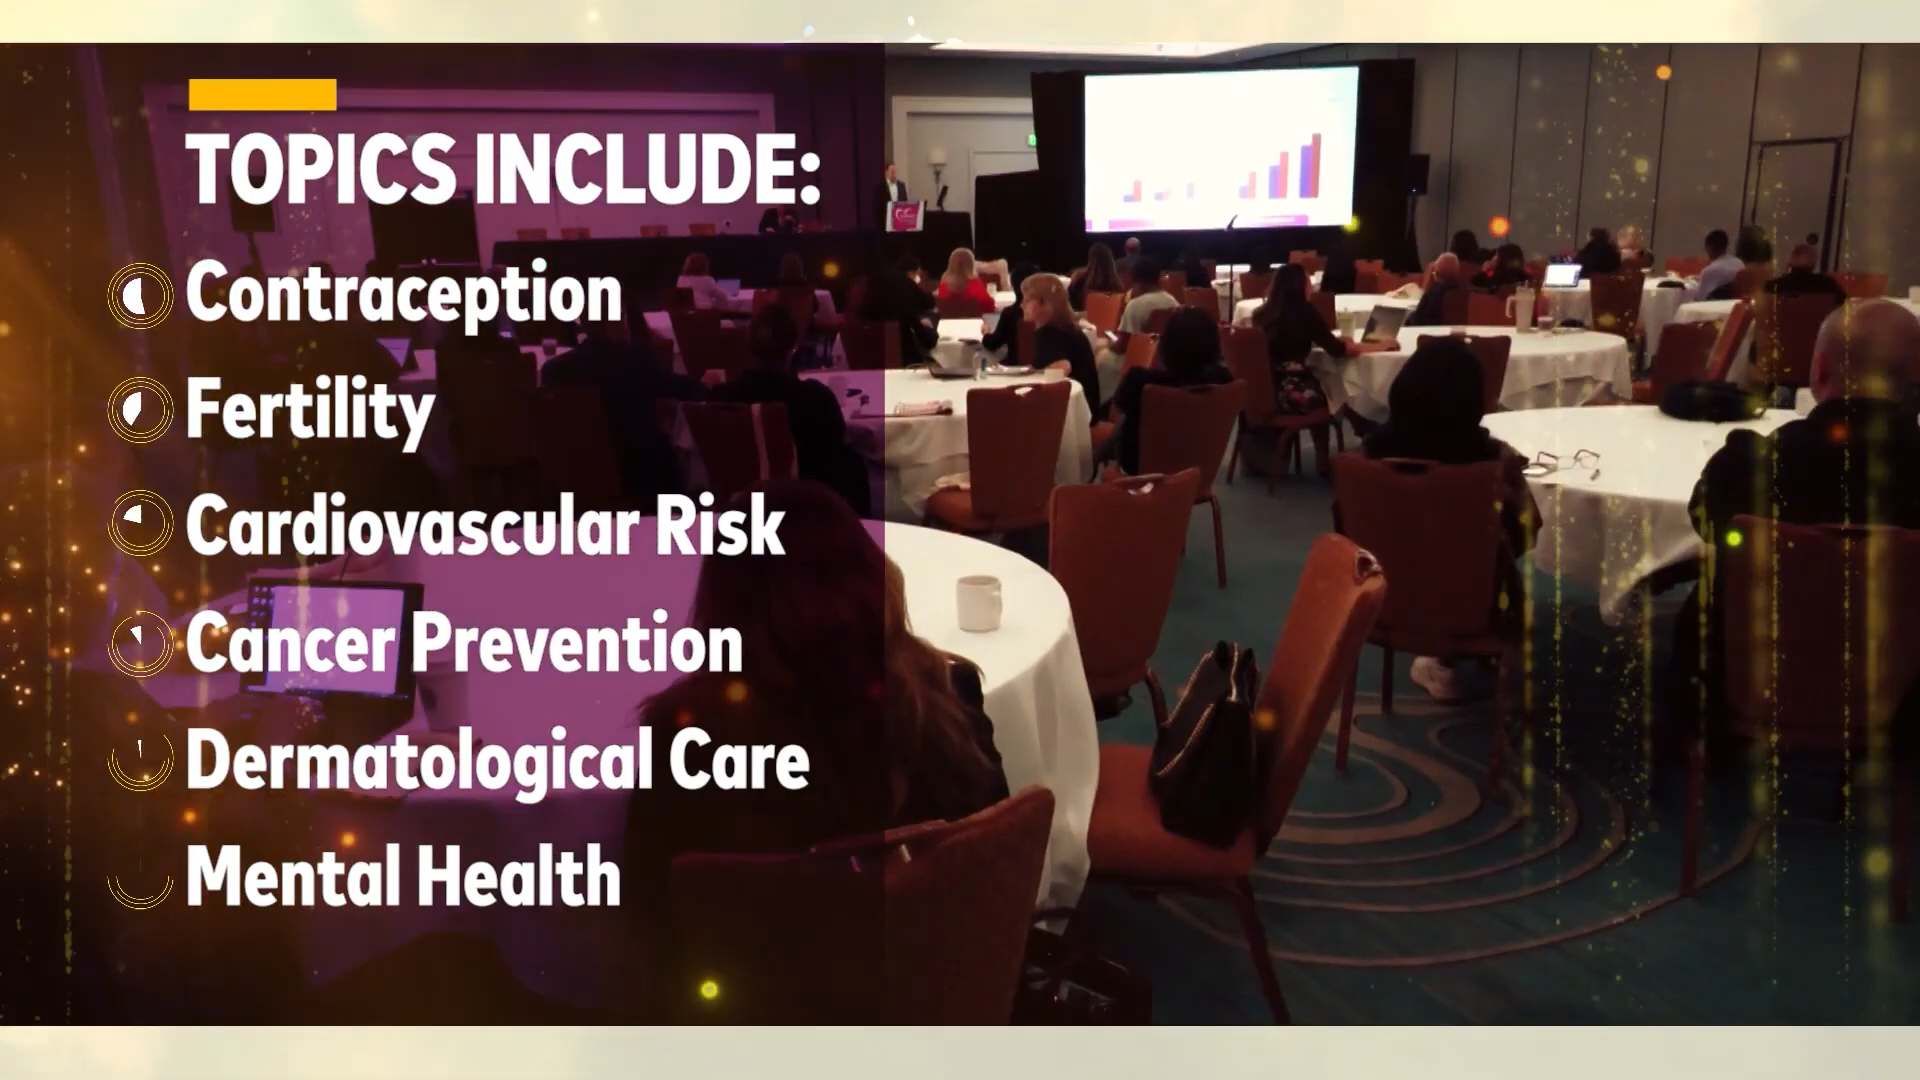 TOPICS INCLUDE:
Contraception
Fertility
Cardiovascular Risk
Cancer Prevention
Dermatological Care
Mental Health